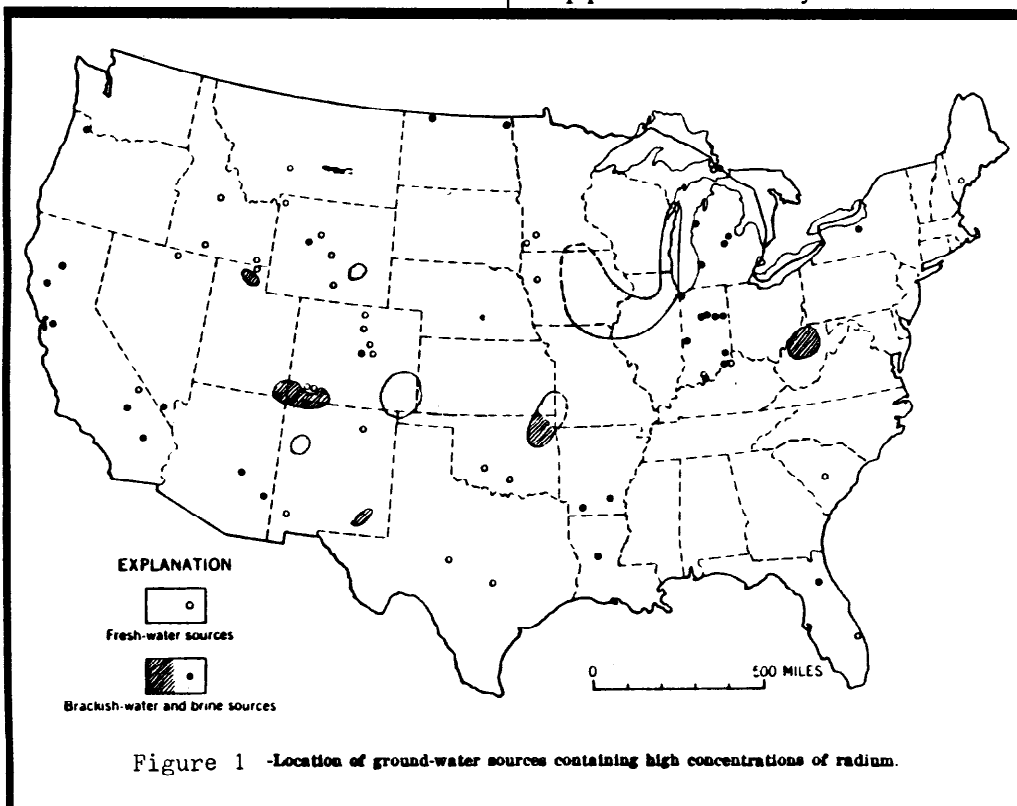 EXPLANATION
Fresh-water sources
Brackish-water and brine sources
0 500 MILES
Figure 1 -Location of ground-water sources containing high concentrations of radium.